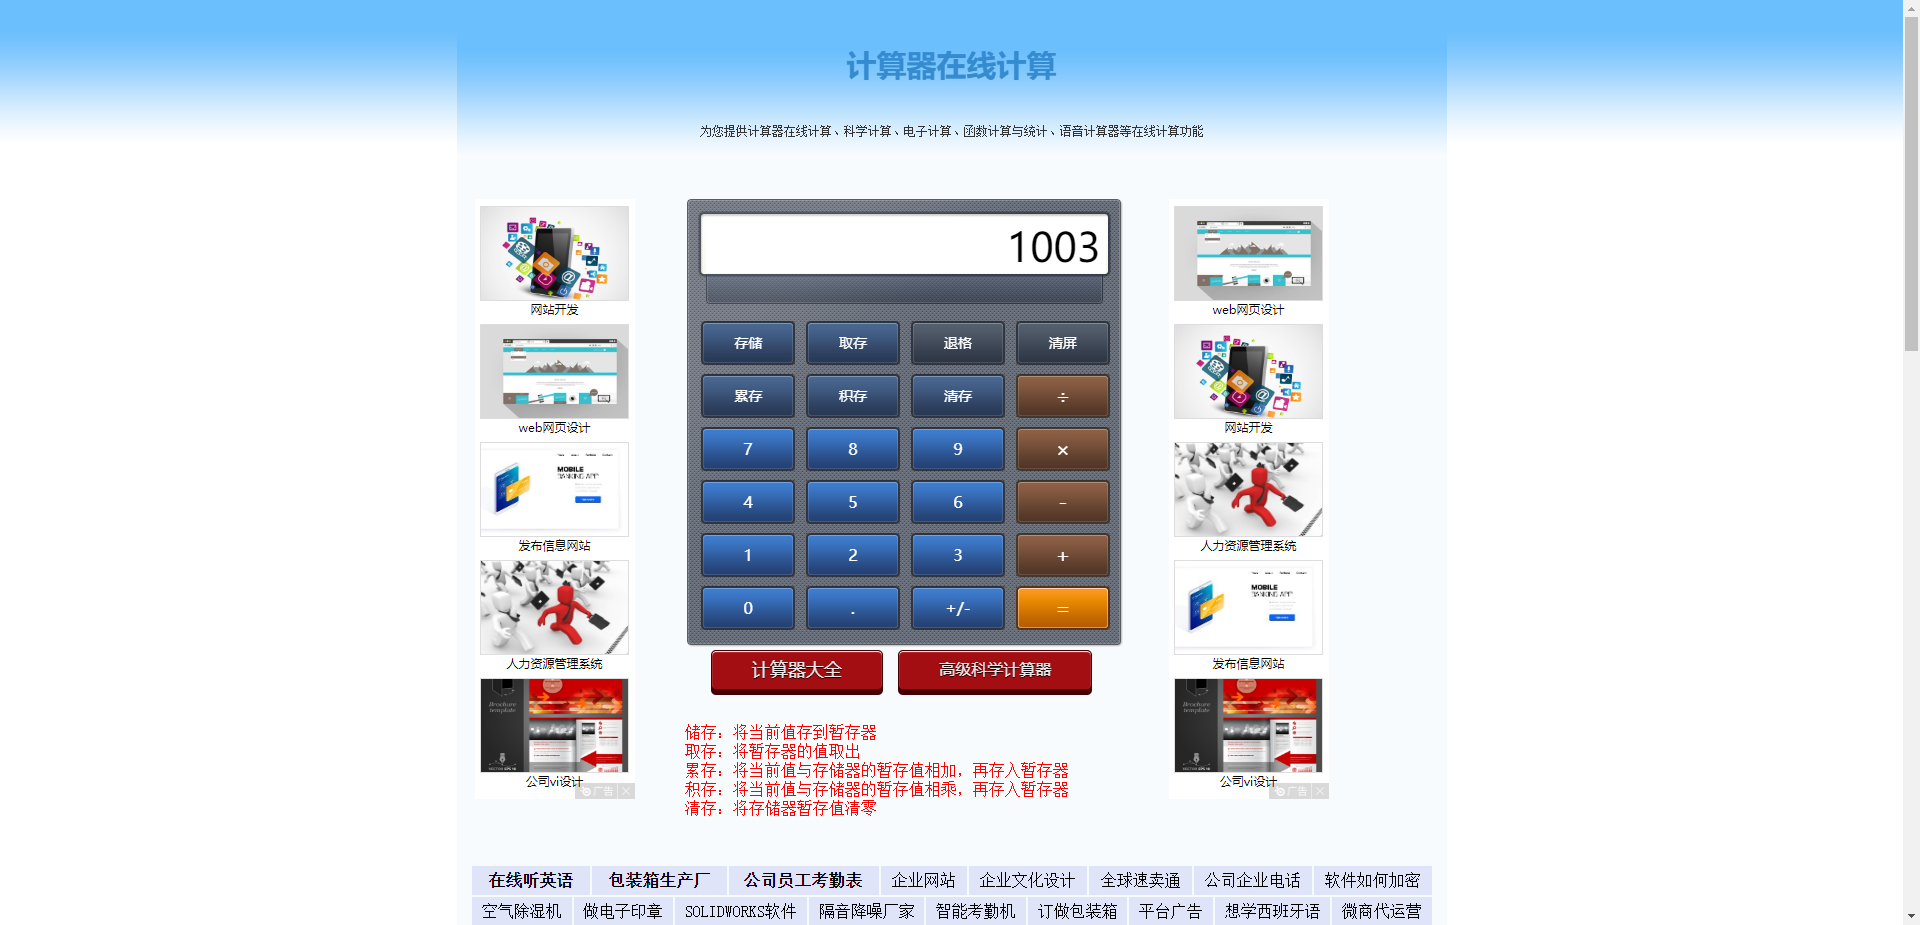 计算器在线计算
为您提供计算器在线计算、科学计算、电子计算、函数计算与统计、语音计算器等在线计算功能
网站开发
web网页设计
MOBILE
BANKING APP
发布信息网站
人力资源管理系统
Brochure
template
公司vi设计
广告
1003
存储 取存 退格 清屏
累存 积存 清存 ÷
7 8 9 ×
4 5 6 -
1 2 3 +
0 . +/- =
计算器大全 高级科学计算器
储存：将当前值存到暂存器
取存：将暂存器的值取出
累存：将当前值与存储器的暂存值相加，再存入暂存器
积存：将当前值与存储器的暂存值相乘，再存入暂存器
清存：将存储器暂存值清零
web网页设计
网站开发
人力资源管理系统
MOBILE
BANKING APP
发布信息网站
Brochure
template
公司vi设计
广告
在线听英语 包装箱生产厂 公司员工考勤表 企业网站 企业文化设计 全球速卖通 公司企业电话 软件如何加密
空气除湿机 做电子印章 SOLIDWORKS软件 隔音降噪厂家 智能考勤机 订做包装箱 平台广告 想学西班牙语 微商代运营